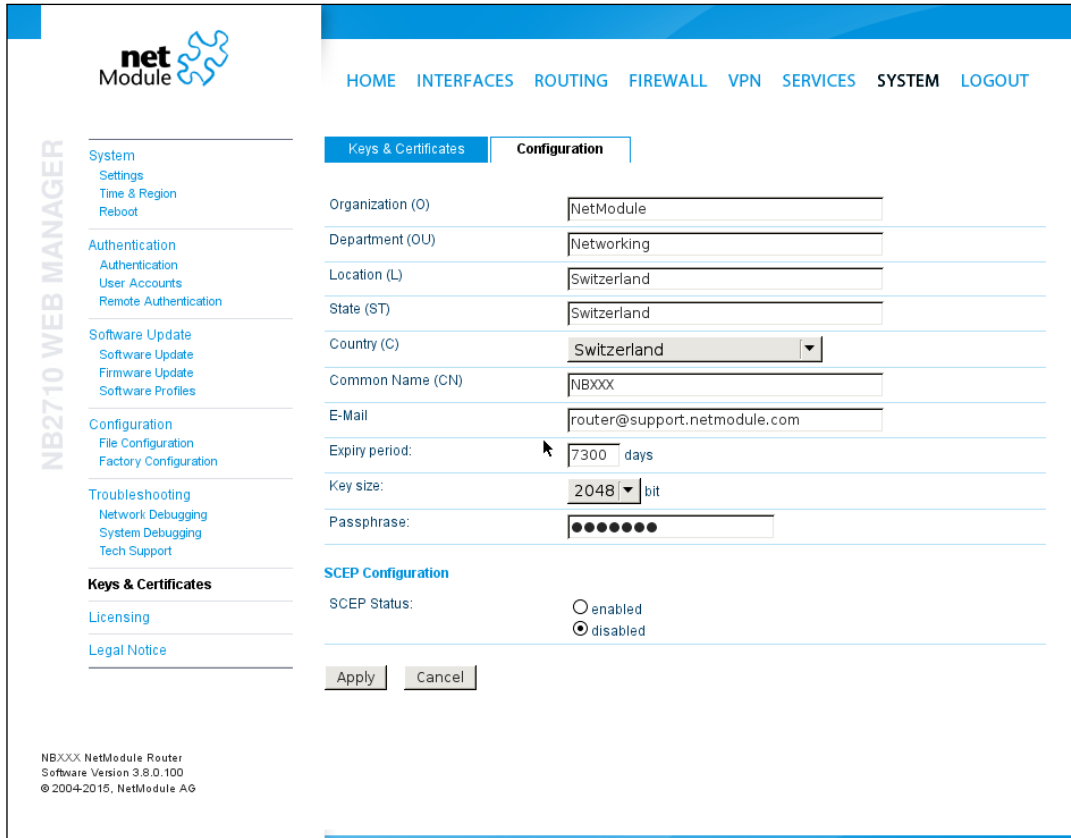 net
Module
HOME INTERFACES ROUTING FIREWALL VPN SERVICES SYSTEM LOGOUT
NB2710 WEB MANAGER
System
Settings
Time & Region
Reboot
Authentication
Authentication
User Accounts
Remote Authentication
Software Update
Software Update
Firmware Update
Software Profiles
Configuration
File Configuration
Factory Configuration
Troubleshooting
Network Debugging
System Debugging
Tech Support
Keys & Certificates
Licensing
Legal Notice
Keys & Certificates Configuration
Organization (O) NetModule
Department (OU) Networking
Location (L) Switzerland
State (ST) Switzerland
Country (C) Switzerland
Common Name (CN) NBXXX
E-Mail router@support.netmodule.com
Expiry period: 7300 days
Key size: 2048 bit
Passphrase: ●●●●●●●
SCEP Configuration
SCEP Status: enabled
disabled
Apply Cancel
NBXXX NetModule Router
Software Version 3.8.0.100
© 2004-2015, NetModule AG